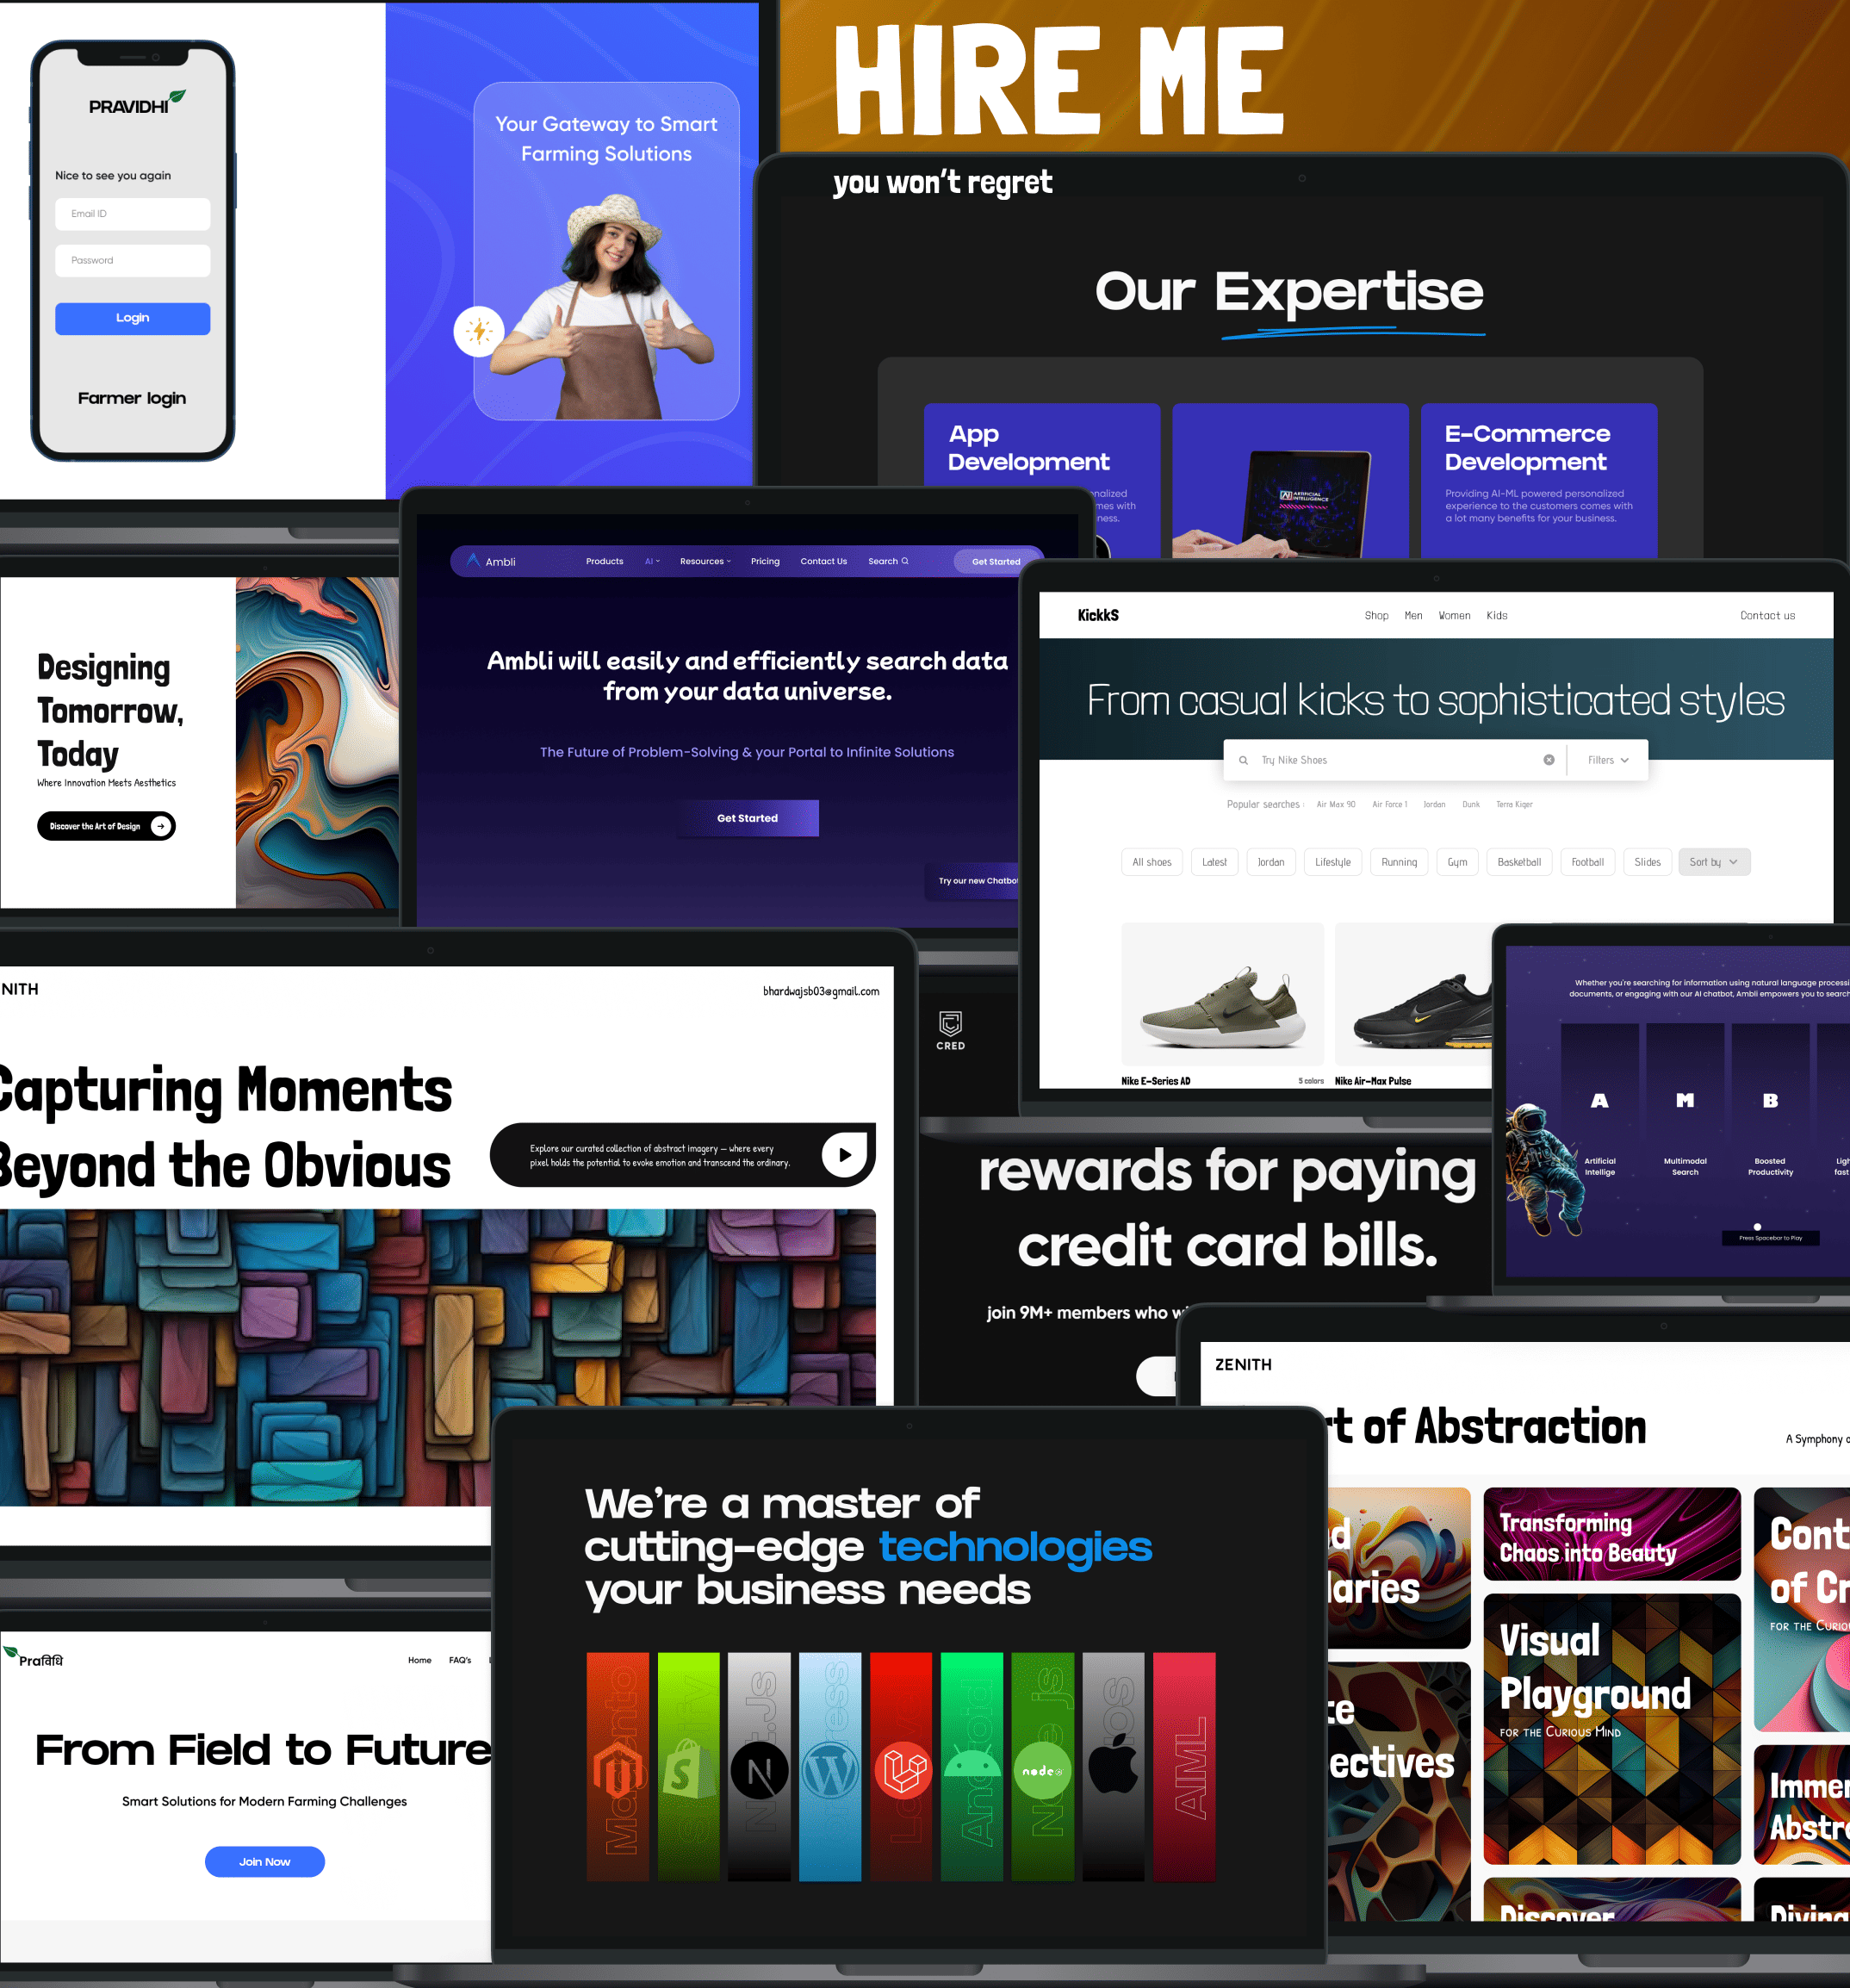 HIRE ME
you won't regret
PRAVIDHI
Nice to see you again
Email ID
Password
Login
Farmer login
Your Gateway to Smart
Farming Solutions
Our Expertise
App
Development
E-Commerce
Development
Providing AI-ML powered personalized
experience to the customers comes with
a lot many benefits for your business.
AI ARTIFICIAL
INTELLIGENCE
Ambli
Products
AI
Resources
Pricing
Contact Us
Search
Get Started
Ambli will easily and efficiently search data
from your data universe.
The Future of Problem-Solving & your Portal to Infinite Solutions
Get Started
Try our new Chatbot
Designing
Tomorrow,
Today
Where Innovation Meets Aesthetics
Discover the Art of Design
KickkS
Shop
Men
Women
Kids
Contact us
From casual kicks to sophisticated styles
Try Nike Shoes
Filters
Popular searches :
Air Max 90
Air Force 1
Jordan
Dunk
Terra Kiger
All shoes
Latest
Jordan
Lifestyle
Running
Gym
Basketball
Football
Slides
Sort by
Nike E-Series AD
5 colors
Nike Air-Max Pulse
NITH
bhardwajsb03@gmail.com
Capturing Moments
Beyond the Obvious
Explore our curated collection of abstract imagery — where every
pixel holds the potential to evoke emotion and transcend the ordinary.
CRED
rewards for paying
credit card bills.
join 9M+ members who
Whether you're searching for information using natural language
documents, or engaging with our AI chatbot, Ambli empowers you to search
A
M
B
Artificial
Intellige
Multimodal
Search
Boosted
Productivity
fast
Press Spacebar to Play
ZENITH
of Abstraction
A Symphony
Transforming
Chaos into Beauty
Visual
Playground
FOR THE CURIOUS MIND
of
FOR THE
Discover
Diving
We're a master of
cutting-edge technologies
your business needs
Magento
Shopify
Next.Js
Wordpress
Laravel
Android
Node js
node
iOS
AIML
Praविधि
Home
FAQ's
From Field to Future
Smart Solutions for Modern Farming Challenges
Join Now